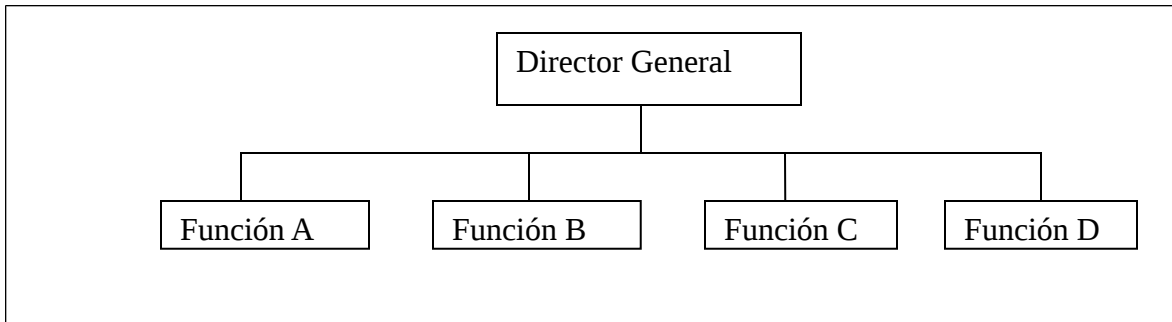 Director General
Función A
Función B
Función C
Función D